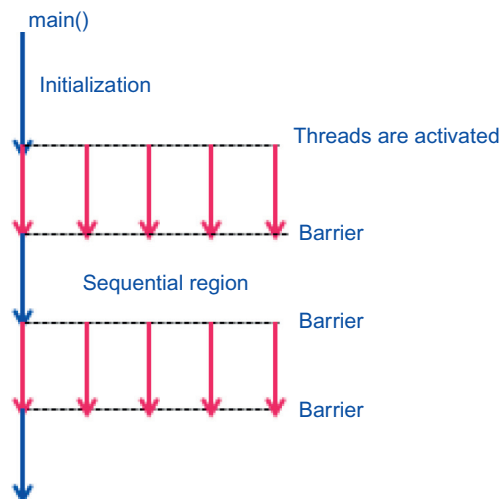 main()
Initialization
Threads are activated
Barrier
Sequential region
Barrier
Barrier